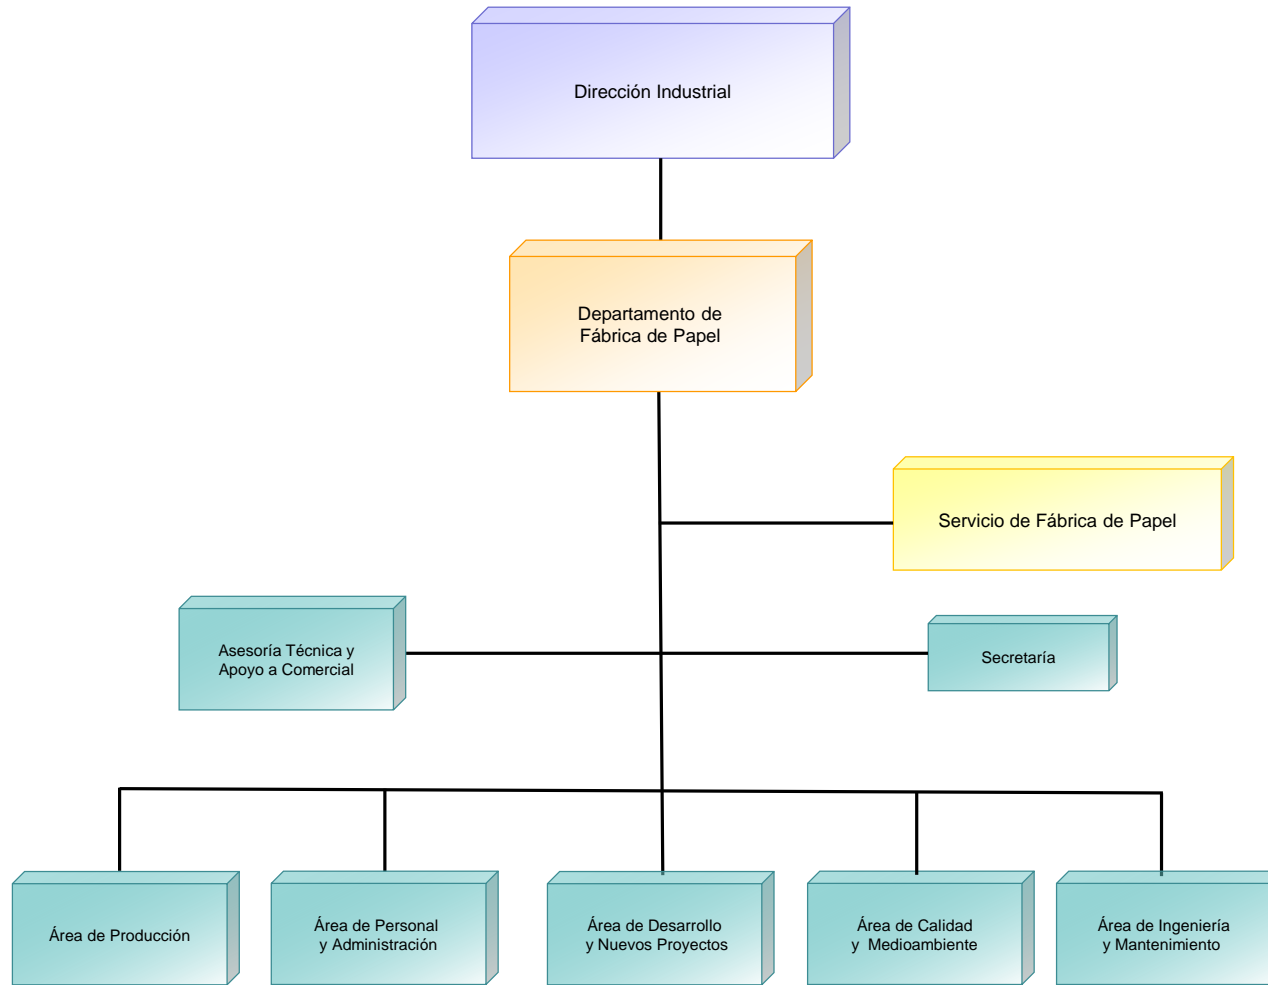 Dirección Industrial
Departamento de
Fábrica de Papel
Servicio de Fábrica de Papel
Asesoría Técnica y
Apoyo a Comercial
Secretaría
Área de Producción
Área de Personal
y Administración
Área de Desarrollo
y Nuevos Proyectos
Área de Calidad
y Medioambiente
Área de Ingeniería
y Mantenimiento